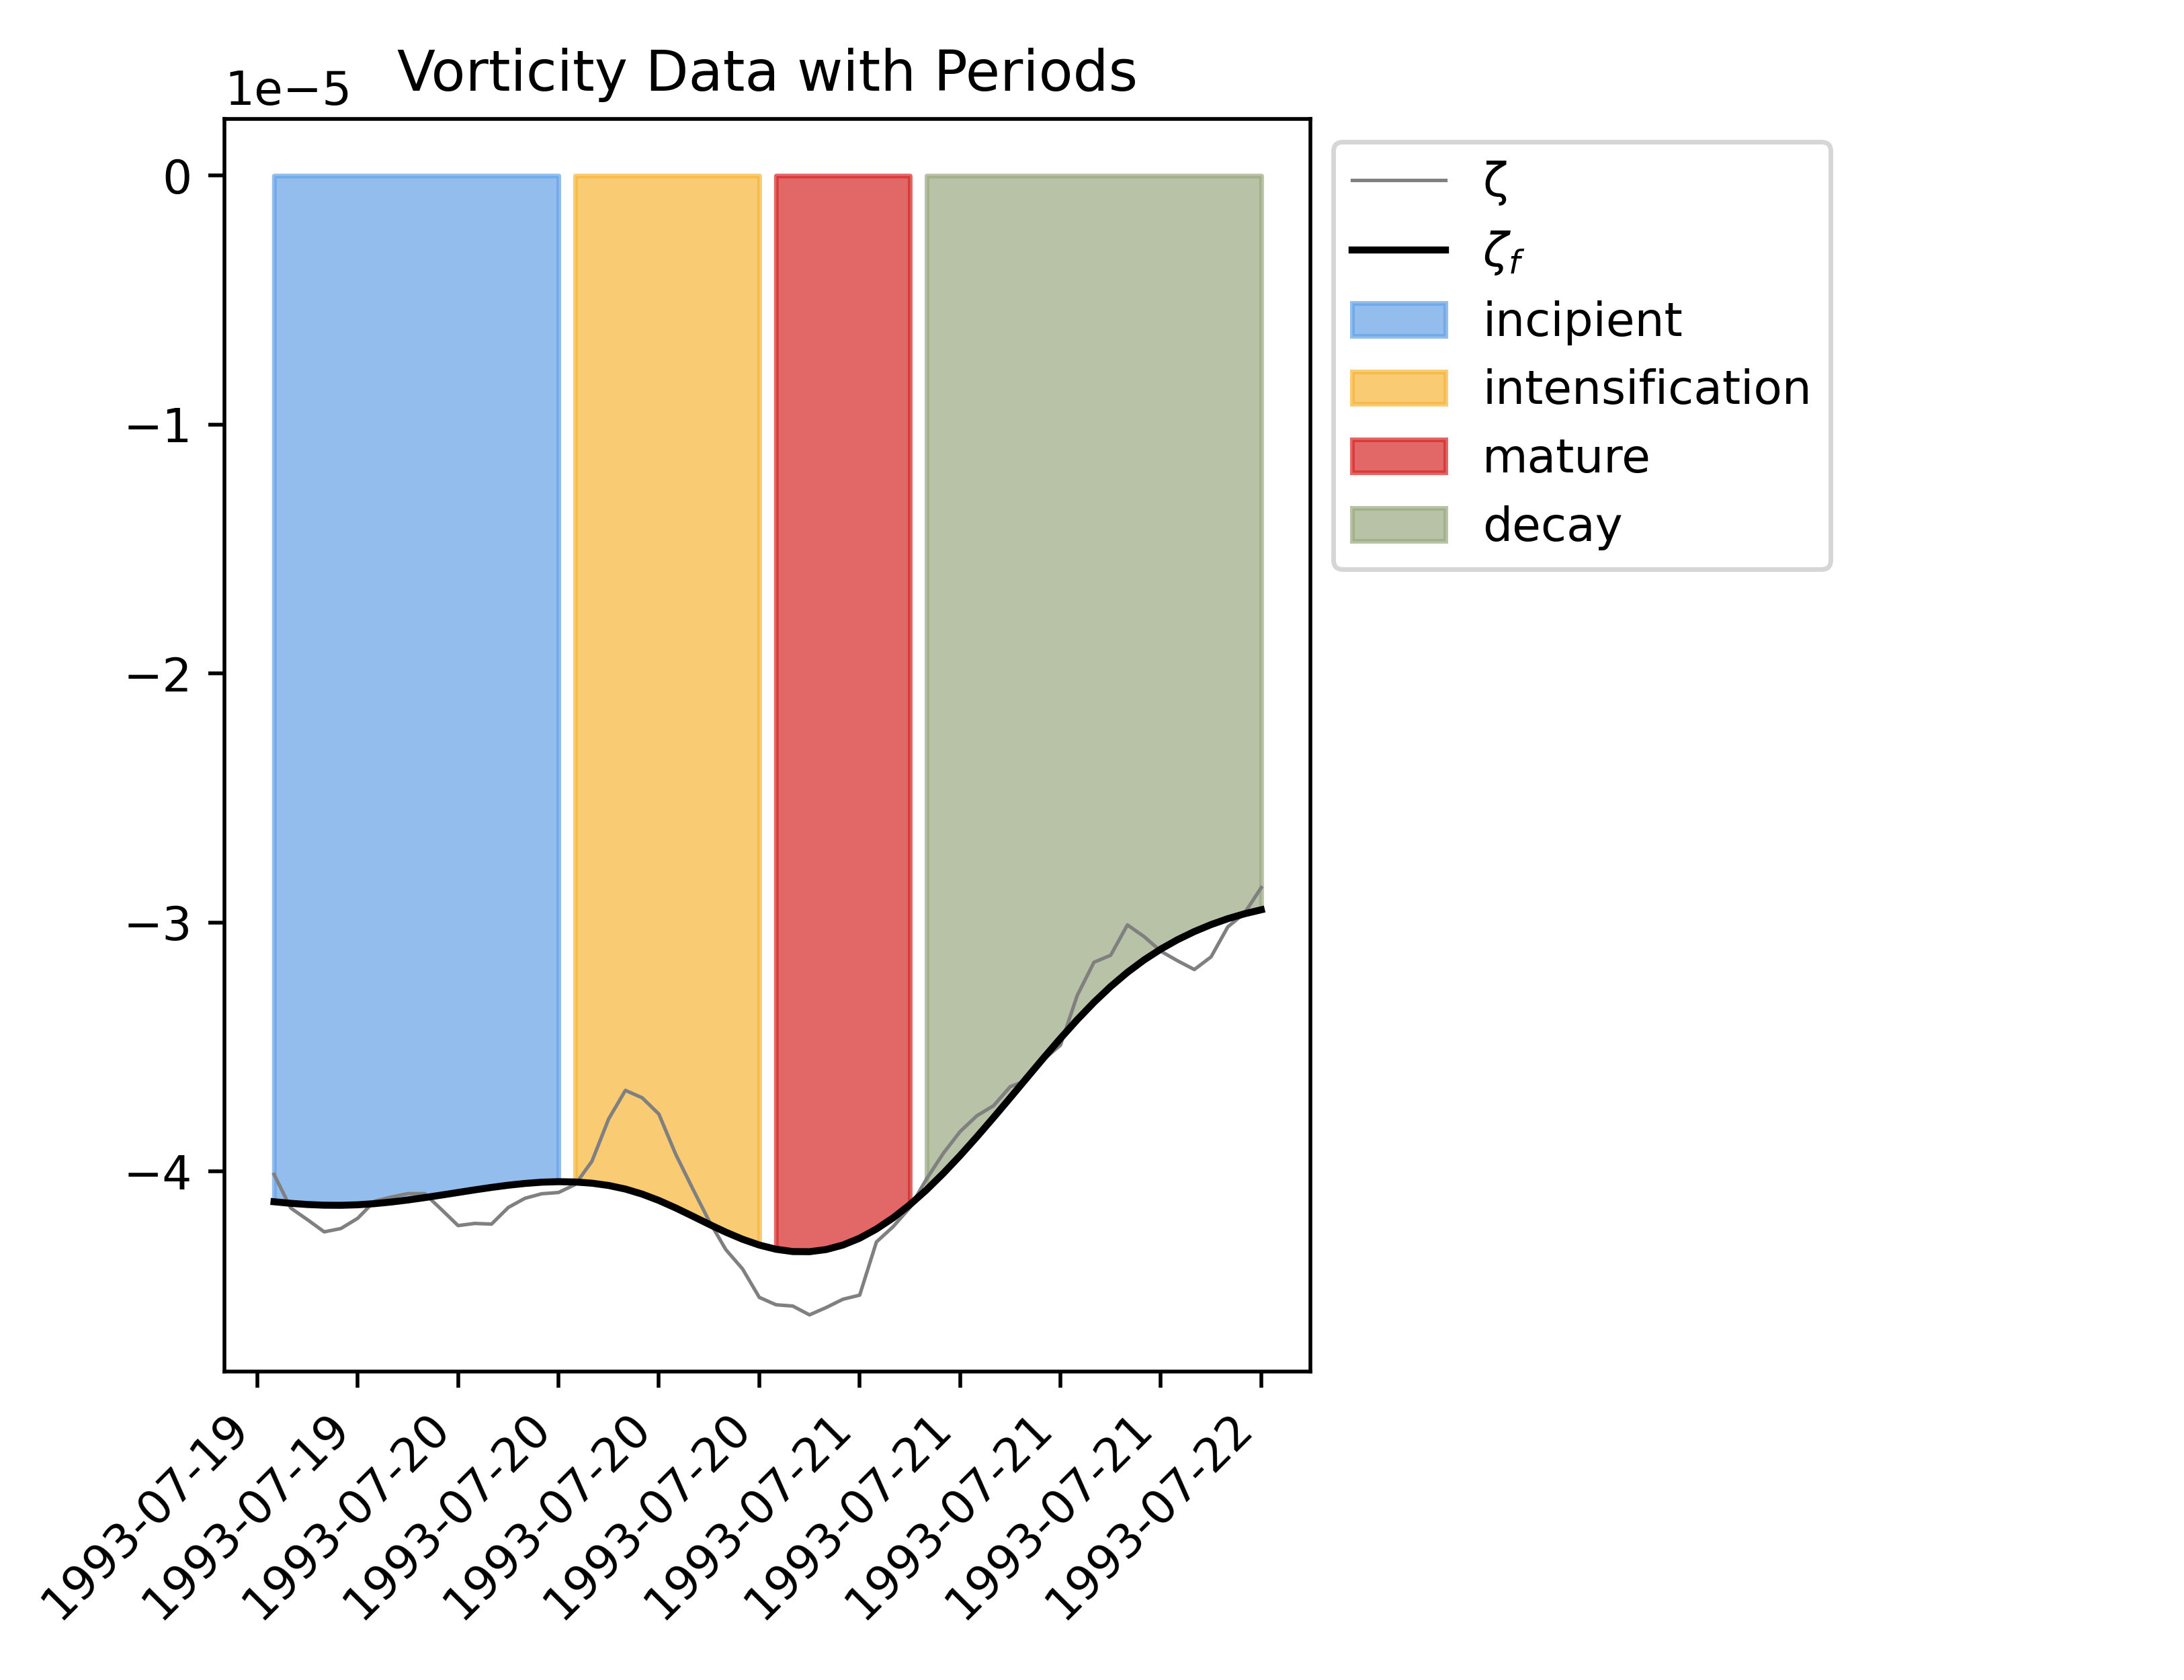 Vorticity Data with Periods
1e−5
0
−1
−2
−3
−4
1993-07-19
1993-07-19
1993-07-20
1993-07-20
1993-07-20
1993-07-20
1993-07-21
1993-07-21
1993-07-21
1993-07-21
1993-07-22
ζ
ζf
incipient
intensification
mature
decay